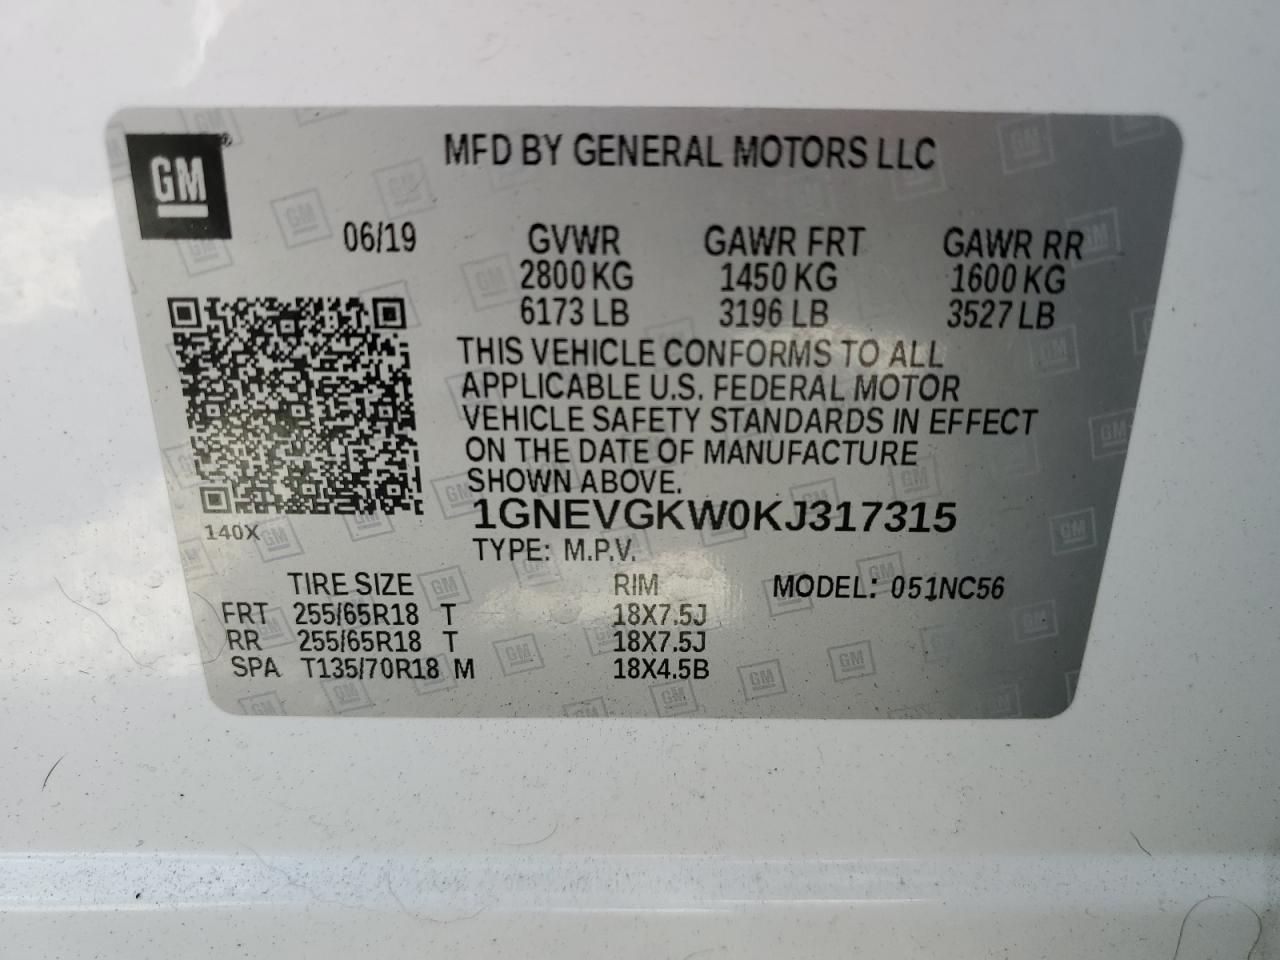 GM®
MFD BY GENERAL MOTORS LLC
06/19
GVWR GAWR FRT GAWR RR
2800 KG 1450 KG 1600 KG
6173 LB 3196 LB 3527 LB
THIS VEHICLE CONFORMS TO ALL
APPLICABLE U.S. FEDERAL MOTOR
VEHICLE SAFETY STANDARDS IN EFFECT
ON THE DATE OF MANUFACTURE
SHOWN ABOVE.
140X
1GNEVGKW0KJ317315
TYPE: M.P.V.
TIRE SIZE RIM MODEL: 051NC56
FRT 255/65R18 T 18X7.5J
RR 255/65R18 T 18X7.5J
SPA T135/70R18 M 18X4.5B